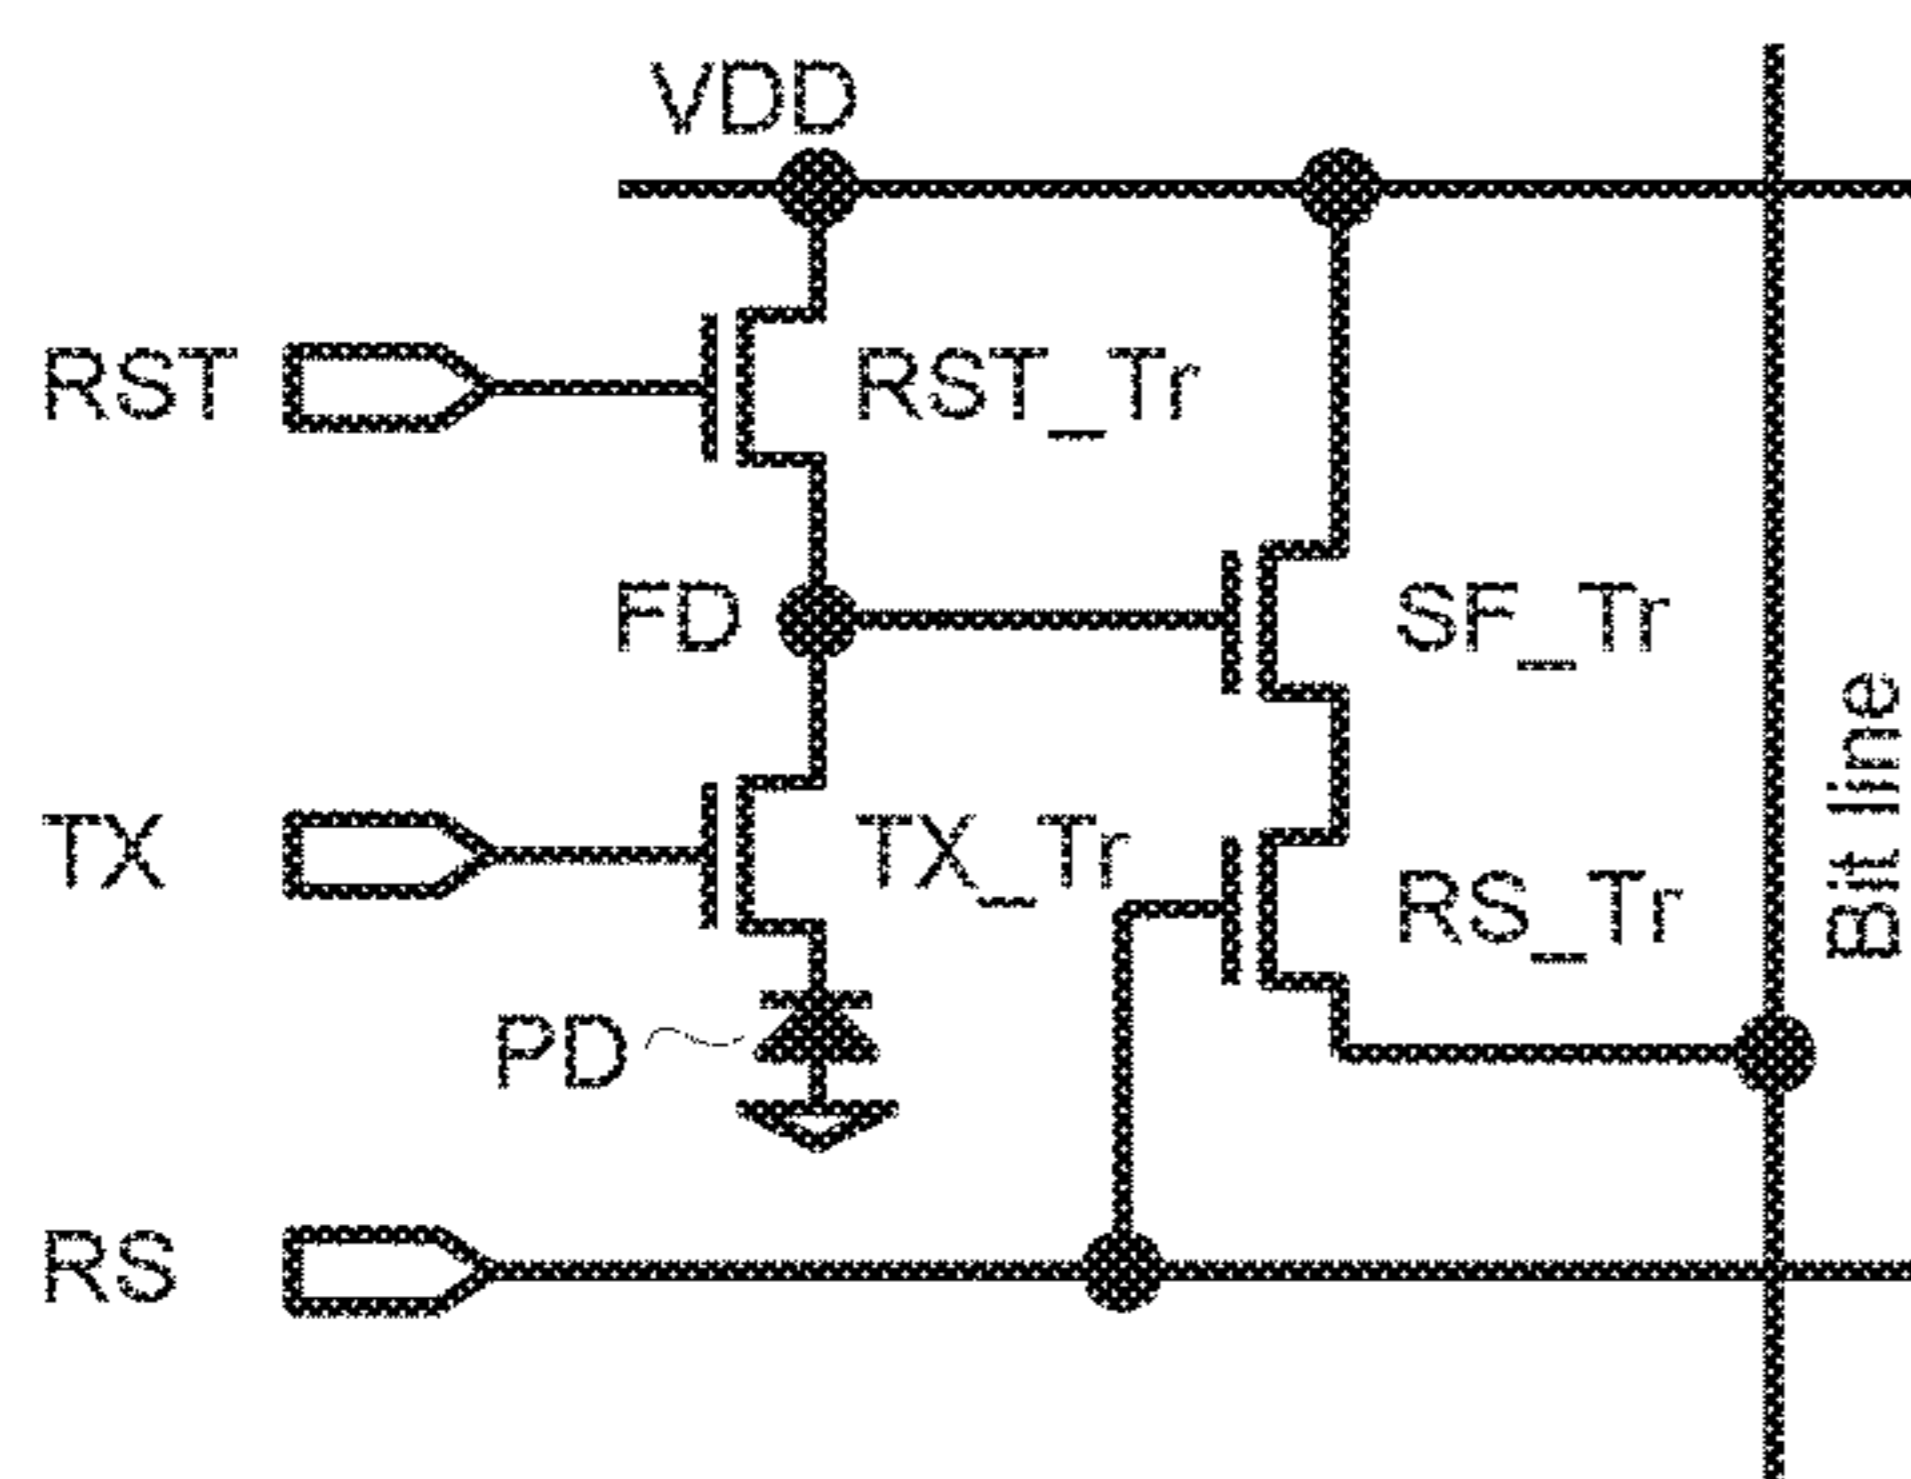 VDD
RST
RST_Tr
FD
SF_Tr
TX
TX_Tr
RS_Tr
Bit line
PD
RS